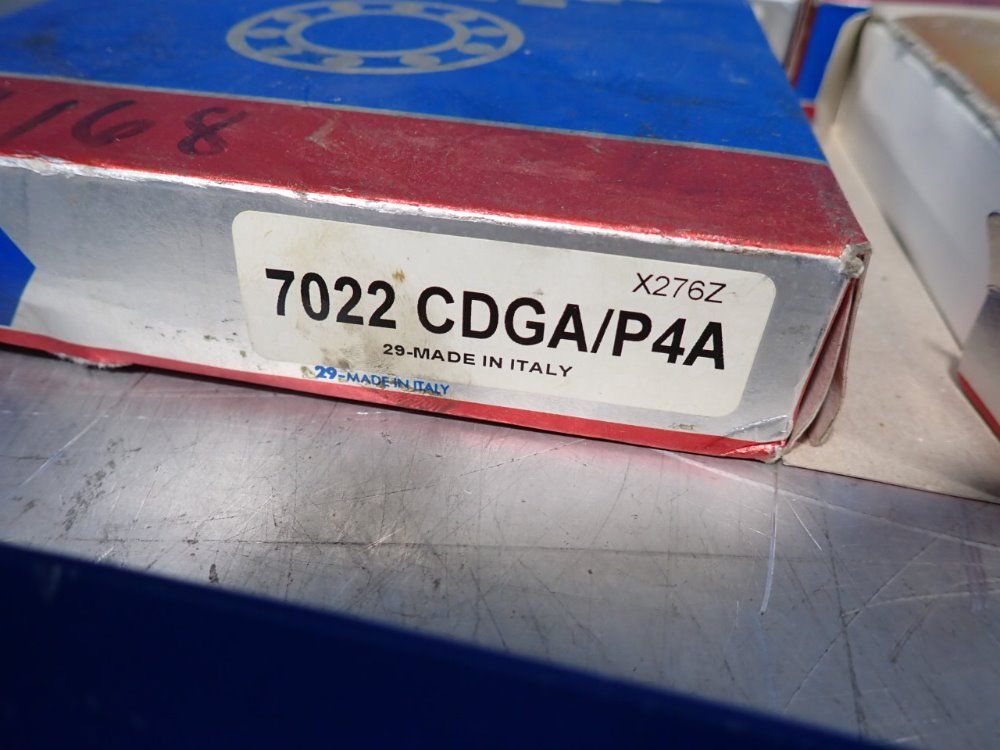 168
X276Z
7022 CDGA/P4A
29-MADE IN ITALY
29-MADE IN ITALY